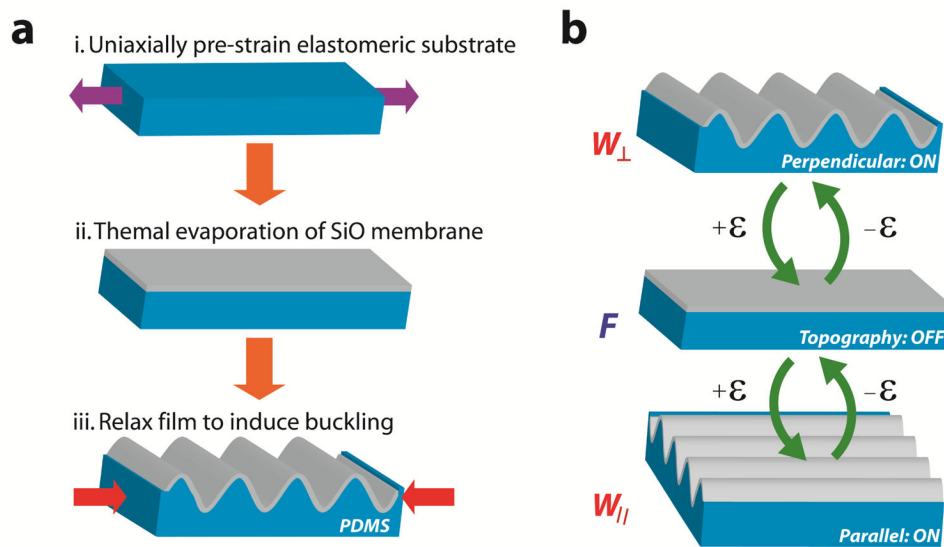 a
i. Uniaxially pre-strain elastomeric substrate
ii. Thermal evaporation of SiO membrane
iii. Relax film to induce buckling
PDMS
b
W⊥
Perpendicular: ON
+ε
−ε
F
Topography: OFF
+ε
−ε
W//
Parallel: ON